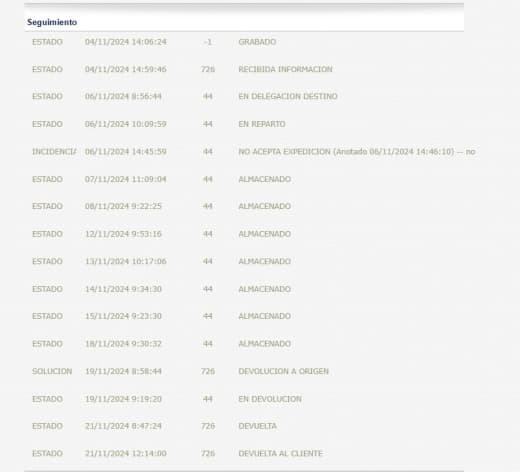 Seguimiento
ESTADO 04/11/2024 14:06:24 -1 GRABADO
ESTADO 04/11/2024 14:59:46 726 RECIBIDA INFORMACION
ESTADO 06/11/2024 8:56:44 44 EN DELEGACION DESTINO
ESTADO 06/11/2024 10:09:59 44 EN REPARTO
INCIDENCIA 06/11/2024 14:45:59 44 NO ACEPTA EXPEDICION (Anotado 06/11/2024 14:46:10) -- no
ESTADO 07/11/2024 11:09:04 44 ALMACENADO
ESTADO 08/11/2024 9:22:25 44 ALMACENADO
ESTADO 12/11/2024 9:53:16 44 ALMACENADO
ESTADO 13/11/2024 10:17:06 44 ALMACENADO
ESTADO 14/11/2024 9:34:30 44 ALMACENADO
ESTADO 15/11/2024 9:23:30 44 ALMACENADO
ESTADO 18/11/2024 9:30:32 44 ALMACENADO
SOLUCION 19/11/2024 8:58:44 726 DEVOLUCION A ORIGEN
ESTADO 19/11/2024 9:19:20 44 EN DEVOLUCION
ESTADO 21/11/2024 8:47:24 726 DEVUELTA
ESTADO 21/11/2024 12:14:00 726 DEVUELTA AL CLIENTE